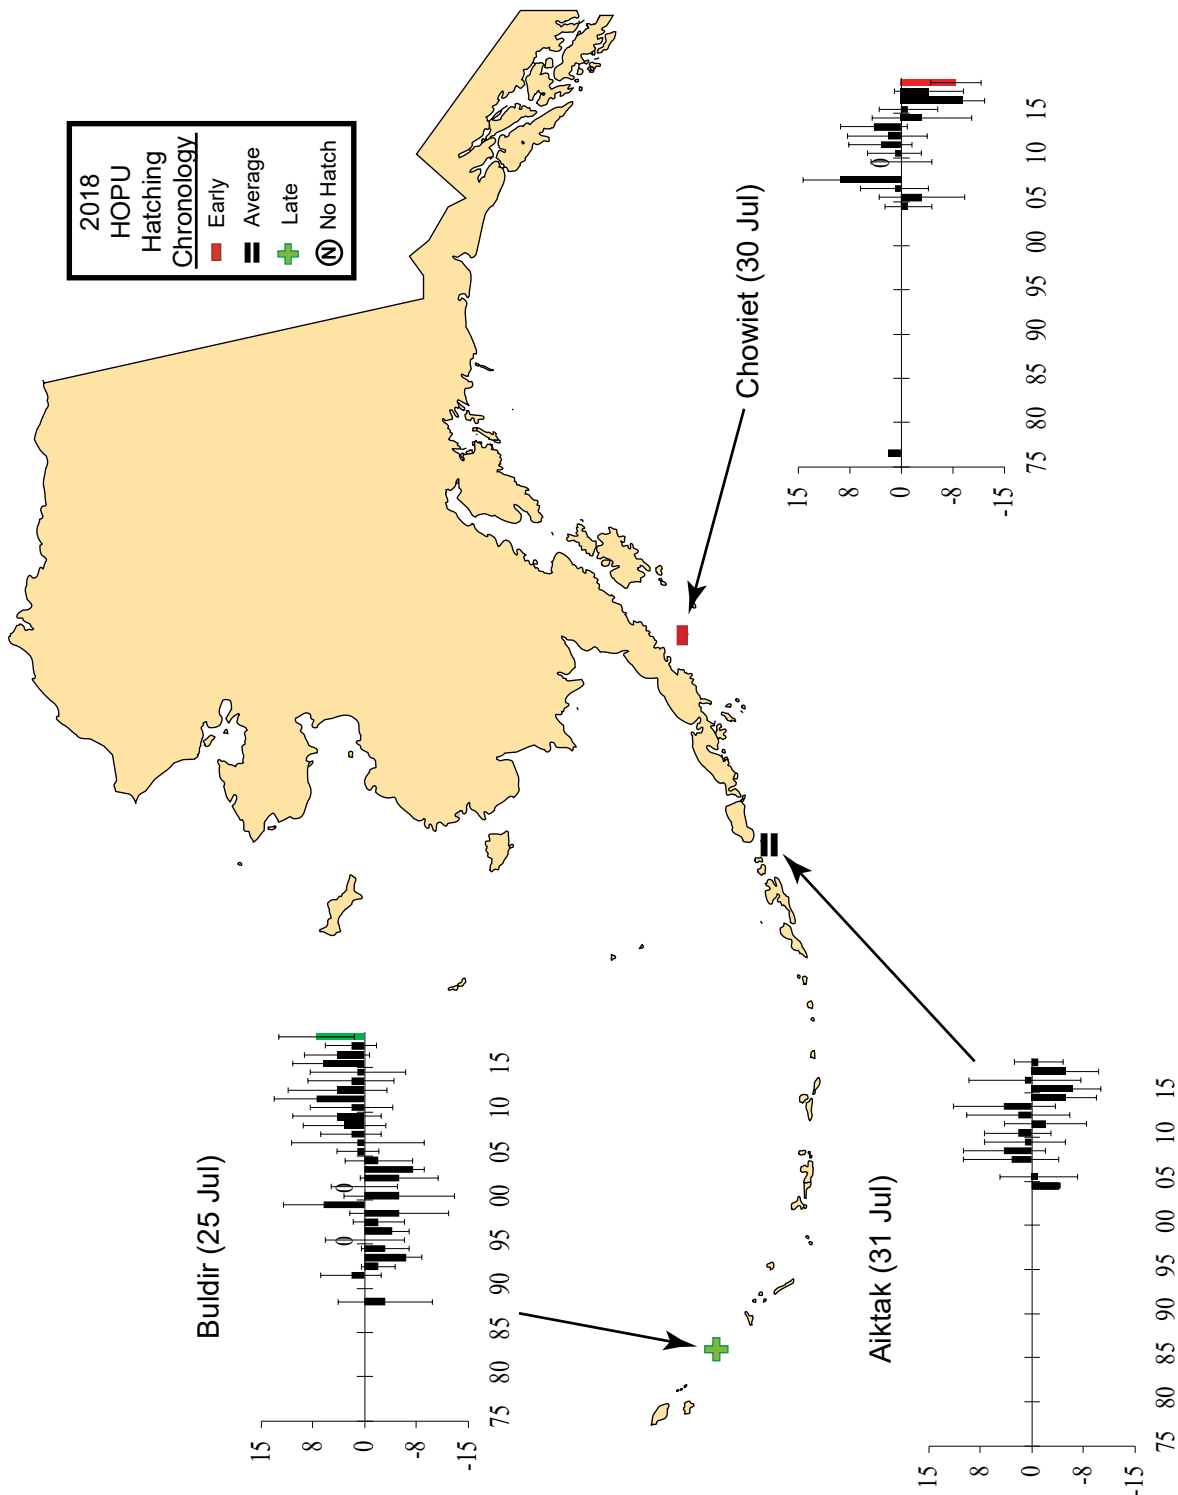 2018
HOPU
Hatching
Chronology
Early
Average
Late
N No Hatch
Buldir (25 Jul)
15
8
0
-8
-15
75 80 85 90 95 00 05 10 15
Chowiet (30 Jul)
15
8
0
-8
-15
75 80 85 90 95 00 05 10 15
Aiktak (31 Jul)
15
8
0
-8
-15
75 80 85 90 95 00 05 10 15